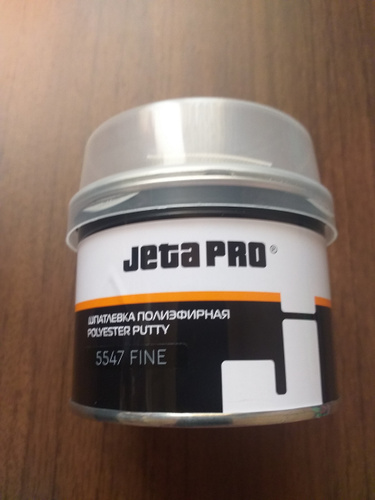 JetaPRO®
ШПАТЛЕВКА ПОЛИЭФИРНАЯ
POLYESTER PUTTY
5547 FINE